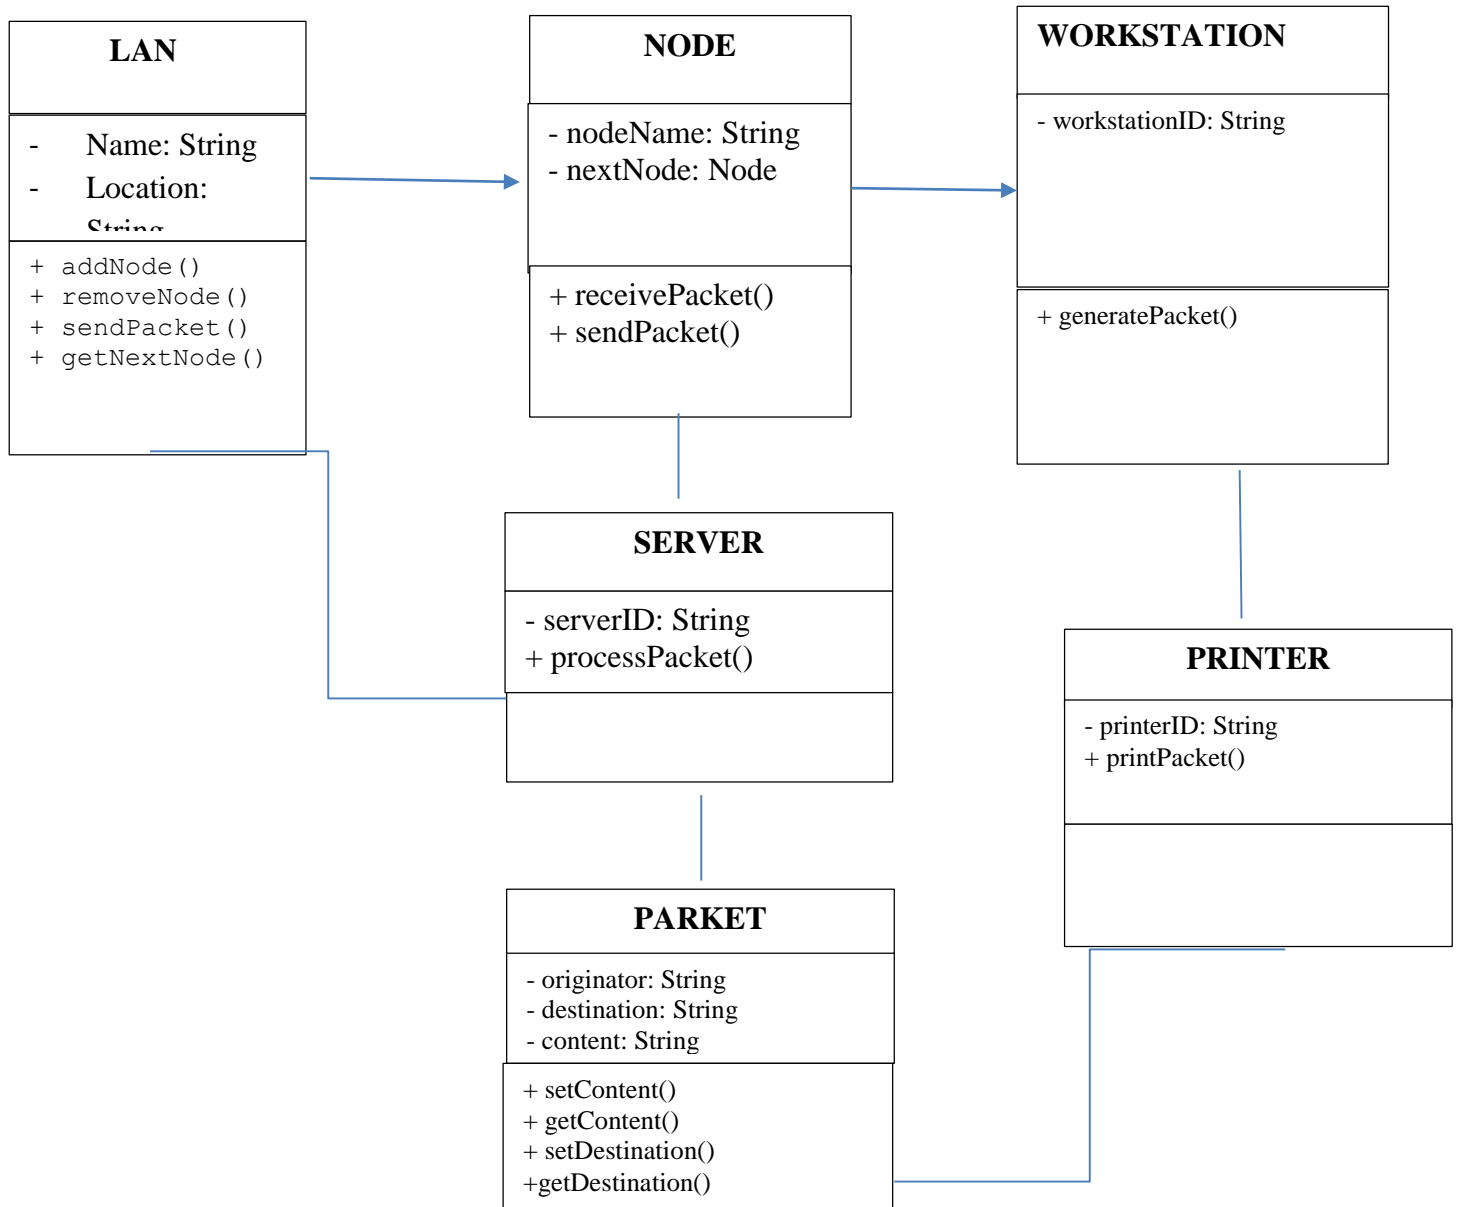 LAN
- Name: String
- Location:
String
+ addNode()
+ removeNode()
+ sendPacket()
+ getNextNode()
NODE
- nodeName: String
- nextNode: Node
+ receivePacket()
+ sendPacket()
WORKSTATION
- workstationID: String
+ generatePacket()
SERVER
- serverID: String
+ processPacket()
PRINTER
- printerID: String
+ printPacket()
PARKET
- originator: String
- destination: String
- content: String
+ setContent()
+ getContent()
+ setDestination()
+getDestination()